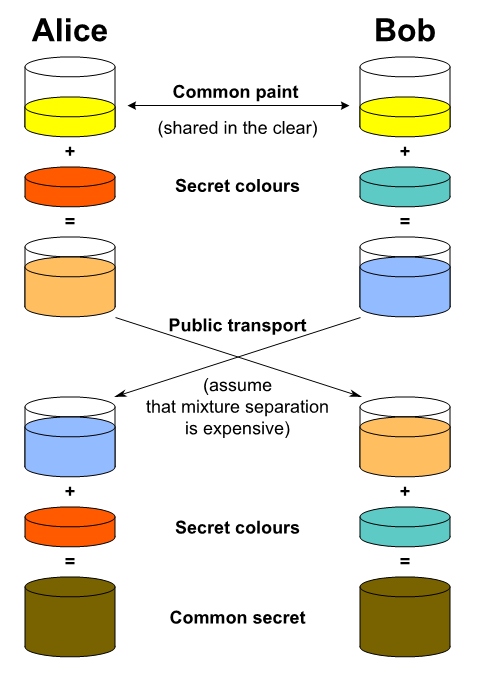 Alice
Bob
Common paint
(shared in the clear)
+
+
Secret colours
=
=
Public transport
(assume
that mixture separation
is expensive)
+
+
Secret colours
=
=
Common secret